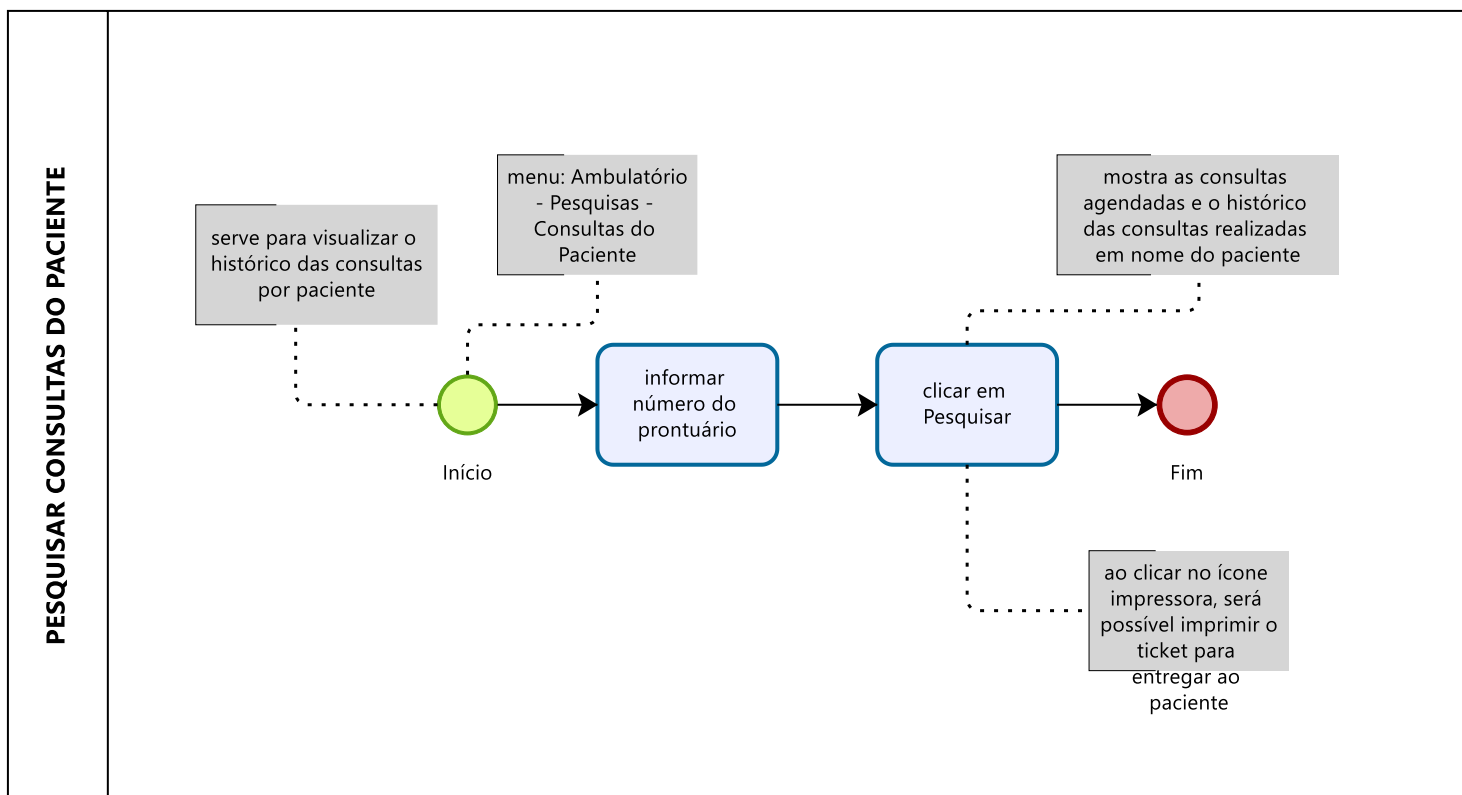 PESQUISAR CONSULTAS DO PACIENTE
serve para visualizar o
histórico das consultas
por paciente
menu: Ambulatório
- Pesquisas -
Consultas do
Paciente
mostra as consultas
agendadas e o histórico
das consultas realizadas
em nome do paciente
Início
informar
número do
prontuário
clicar em
Pesquisar
Fim
ao clicar no ícone
impressora, será
possível imprimir o
ticket para
entregar ao
paciente